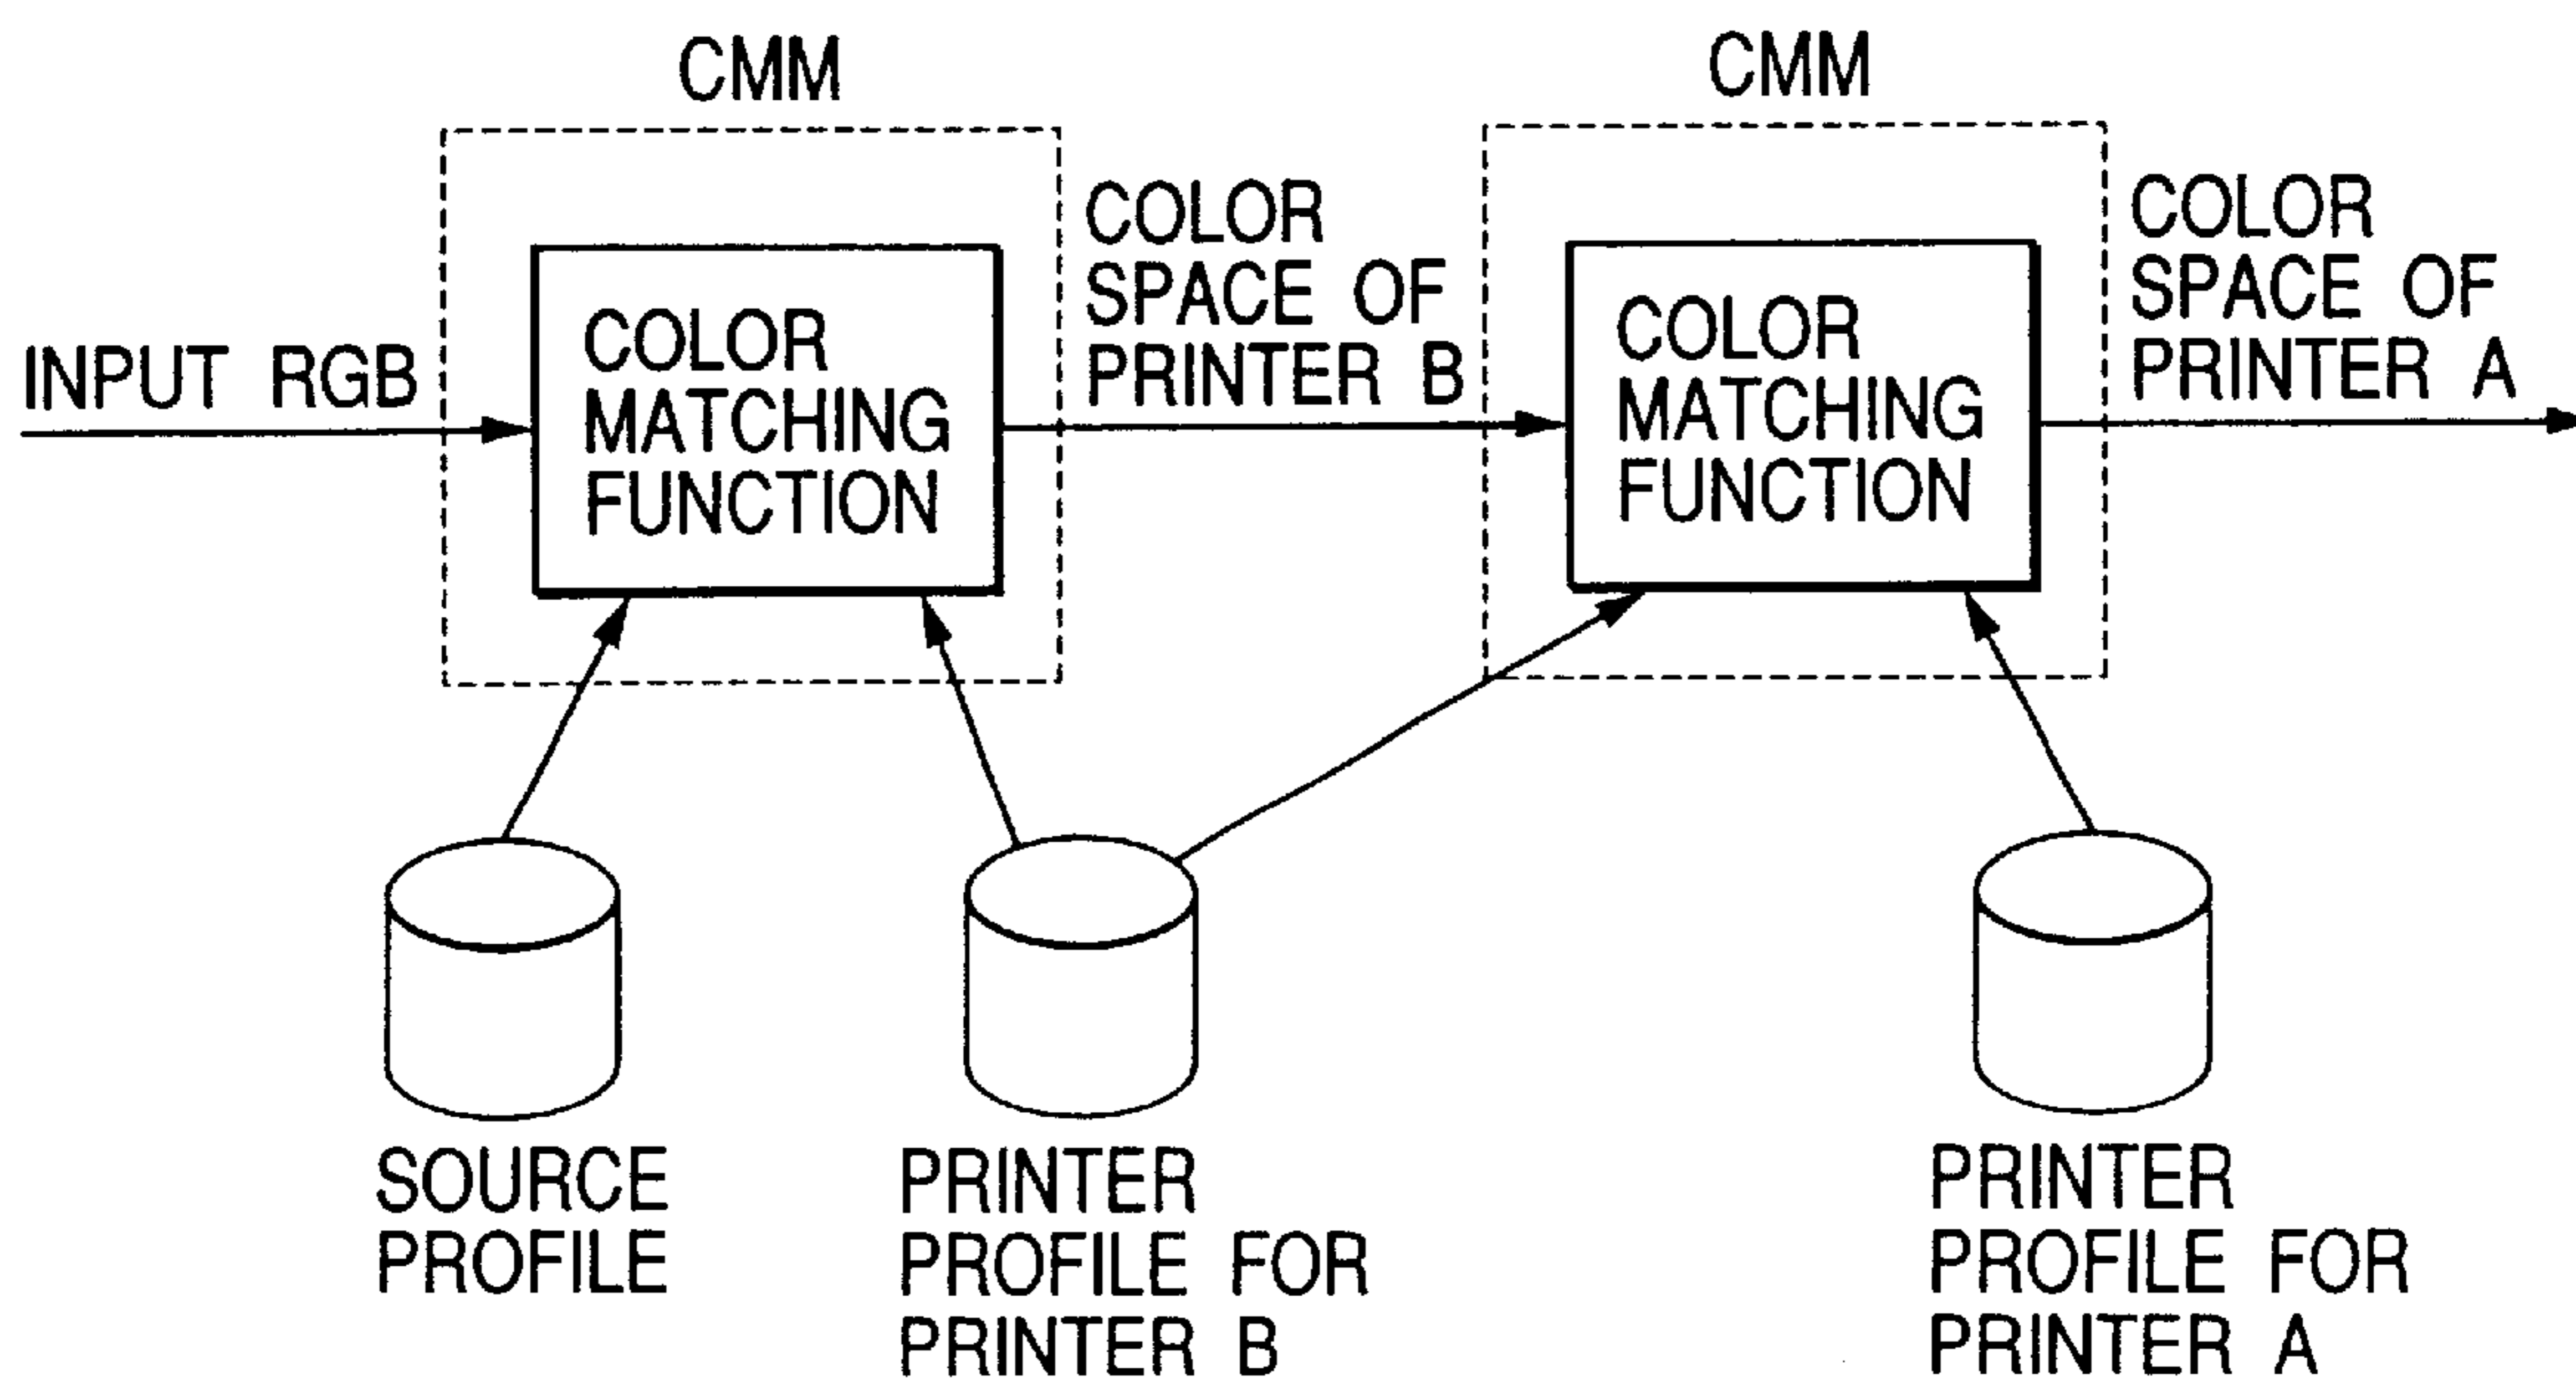 CMM
CMM
INPUT RGB
COLOR
MATCHING
FUNCTION
COLOR
SPACE OF
PRINTER B
COLOR
MATCHING
FUNCTION
COLOR
SPACE OF
PRINTER A
SOURCE
PROFILE
PRINTER
PROFILE FOR
PRINTER B
PRINTER
PROFILE FOR
PRINTER A